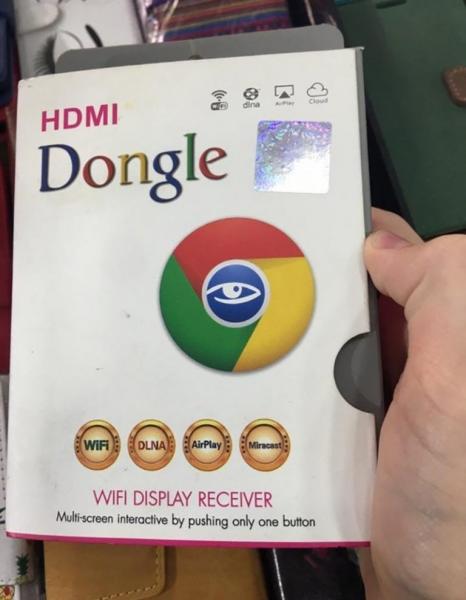 HDMI
WiFi dlna AirPlay Cloud
Dongle
WiFi DLNA AirPlay Miracast
WIFI DISPLAY RECEIVER
Multi-screen interactive by pushing only one button